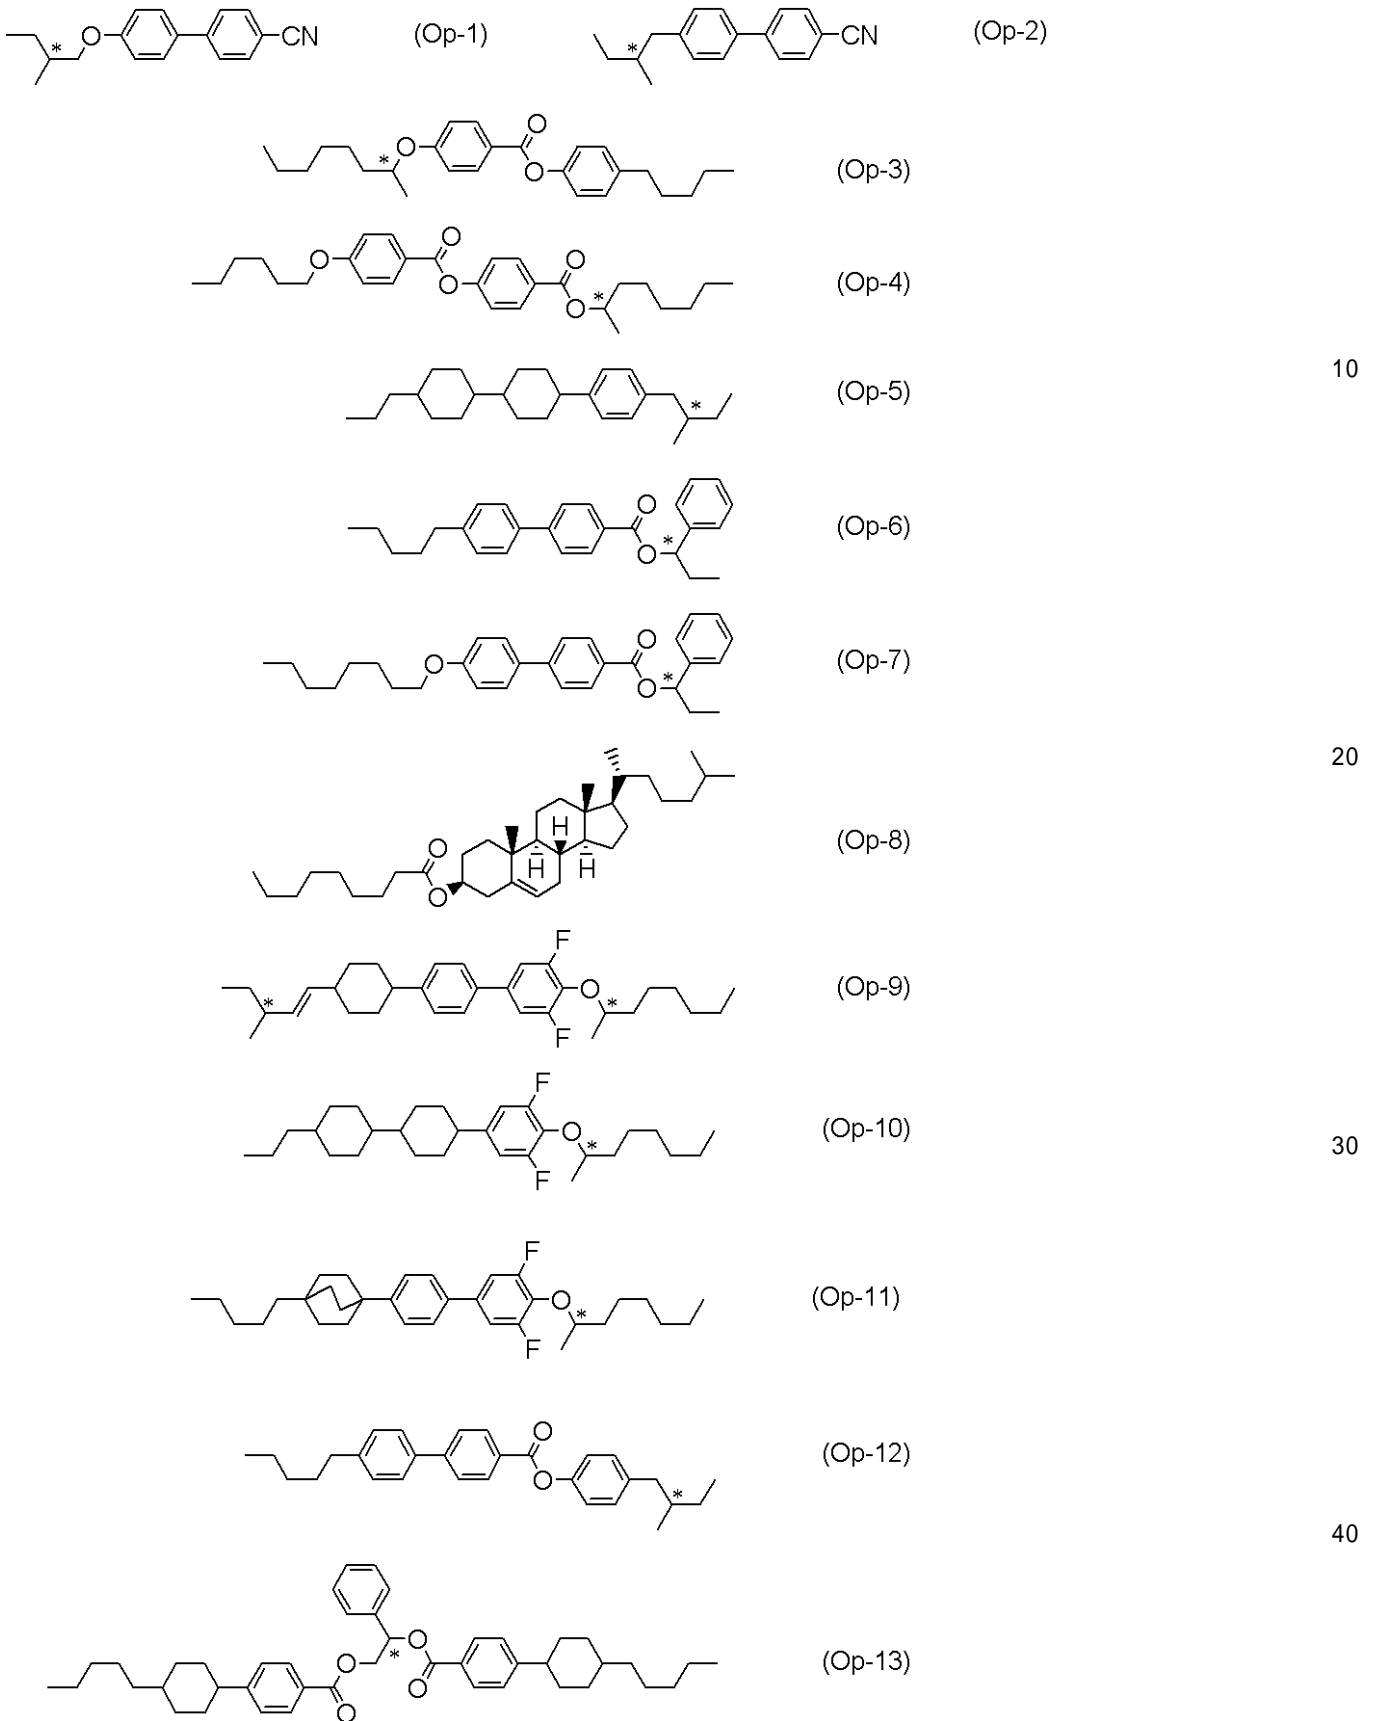 O CN (Op-1) CN (Op-2)
* *
O
O (Op-3)
* O
O
O O
O (Op-4)
O *
O
10
(Op-5)
*
O
(Op-6)
* O
O
O
(Op-7)
* O
20
H
(Op-8)
O H H
O
F
O (Op-9)
* *
F
F
O (Op-10)
* 30
F
F
O (Op-11)
*
F
O
(Op-12)
O
*
40
O
* (Op-13)
O
O
O